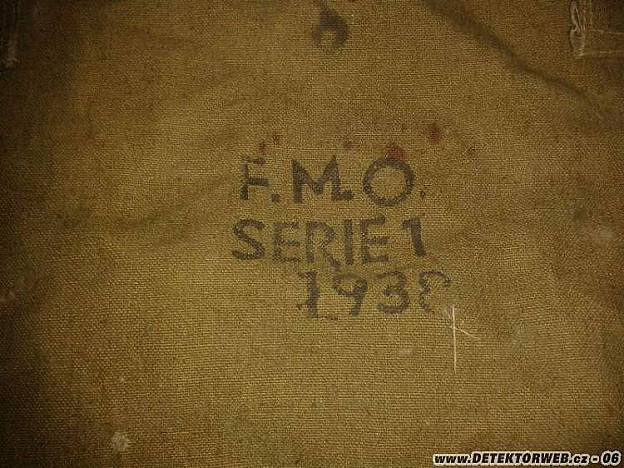 F.M.O.
SERIE 1
1938
www.DETEKTORWEB.cz - 06